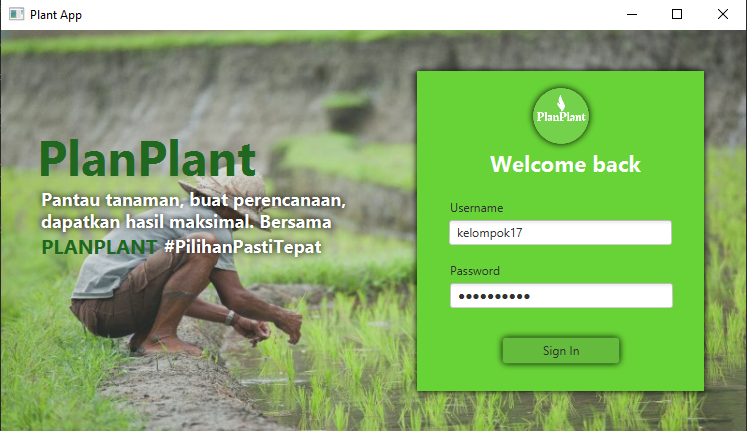 Plant App
PlanPlant
Pantau tanaman, buat perencanaan,
dapatkan hasil maksimal. Bersama
PLANPLANT #PilihanPastiTepat
PlanPlant
Welcome back
Username
kelompok17
Password
●●●●●●●●●●
Sign In